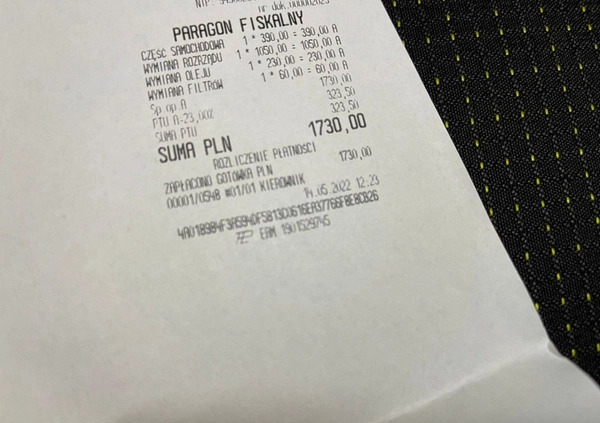 PARAGON FISKALNY
CZĘŚĆ SAMOCHODOWA 1 * 390,00 = 390,00 A
WYMIANA ROZRZĄDU 1 * 1050,00 = 1050,00 A
WYMIANA OLEJU 1 * 230,00 = 230,00 A
WYMIANA FILTRÓW 1 * 60,00 = 60,00 A
Sp op.A 1730,00
PTU A-23,00% 323,50
SUMA PTU 323,50
SUMA PLN 1730,00
ROZLICZENIE PŁATNOŚCI
ZAPŁACONO GOTÓWKA PLN 1730,00
00001/0548 #01/01 KIEROWNIK 14.05.2022 12:23
EAM 1901529745